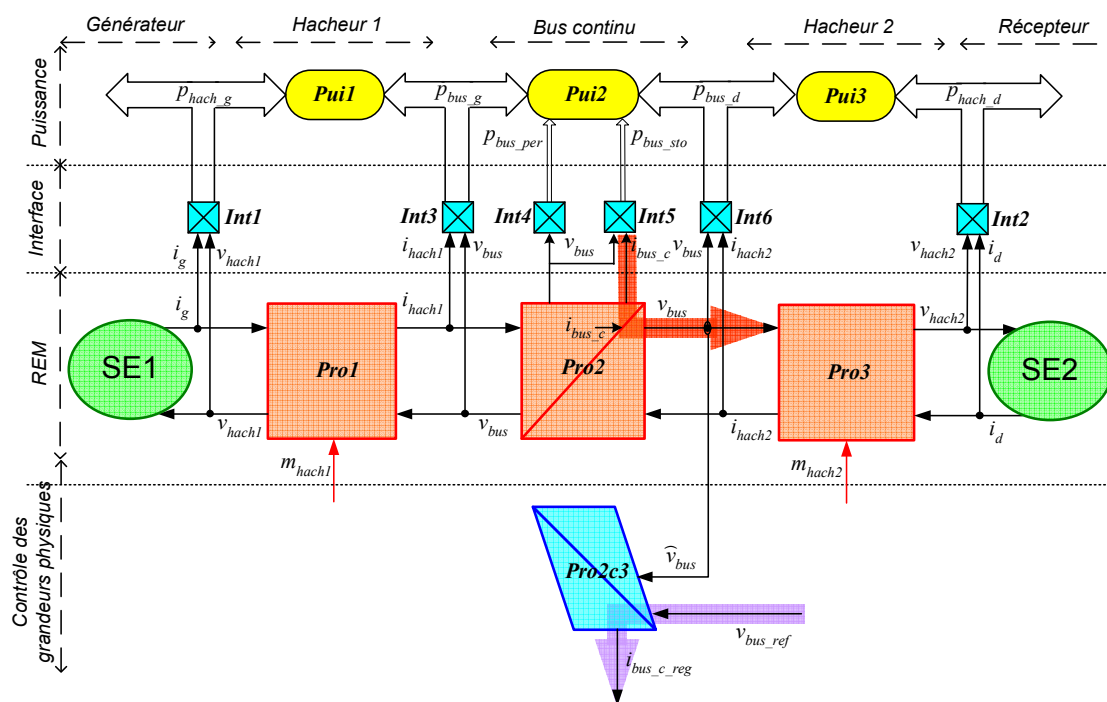 Générateur
Hacheur 1
Bus continu
Hacheur 2
Récepteur
Puissance
p_hach_g
Pui1
p_bus_g
Pui2
p_bus_d
Pui3
p_hach_d
p_bus_per
p_bus_sto
Interface
Int1
Int3
Int4
Int5
Int6
Int2
i_g
v_hach1
i_hach1
v_bus
v_bus
i_bus_c
v_bus
i_hach2
v_hach2
i_d
REM
SE1
i_g
Pro1
i_hach1
i_bus_c
Pro2
v_bus
Pro3
v_hach2
SE2
v_hach1
v_bus
i_hach2
i_d
m_hach1
m_hach2
Contrôle des
grandeurs physiques
Pro2c3
v̂_bus
v_bus_ref
i_bus_c_reg